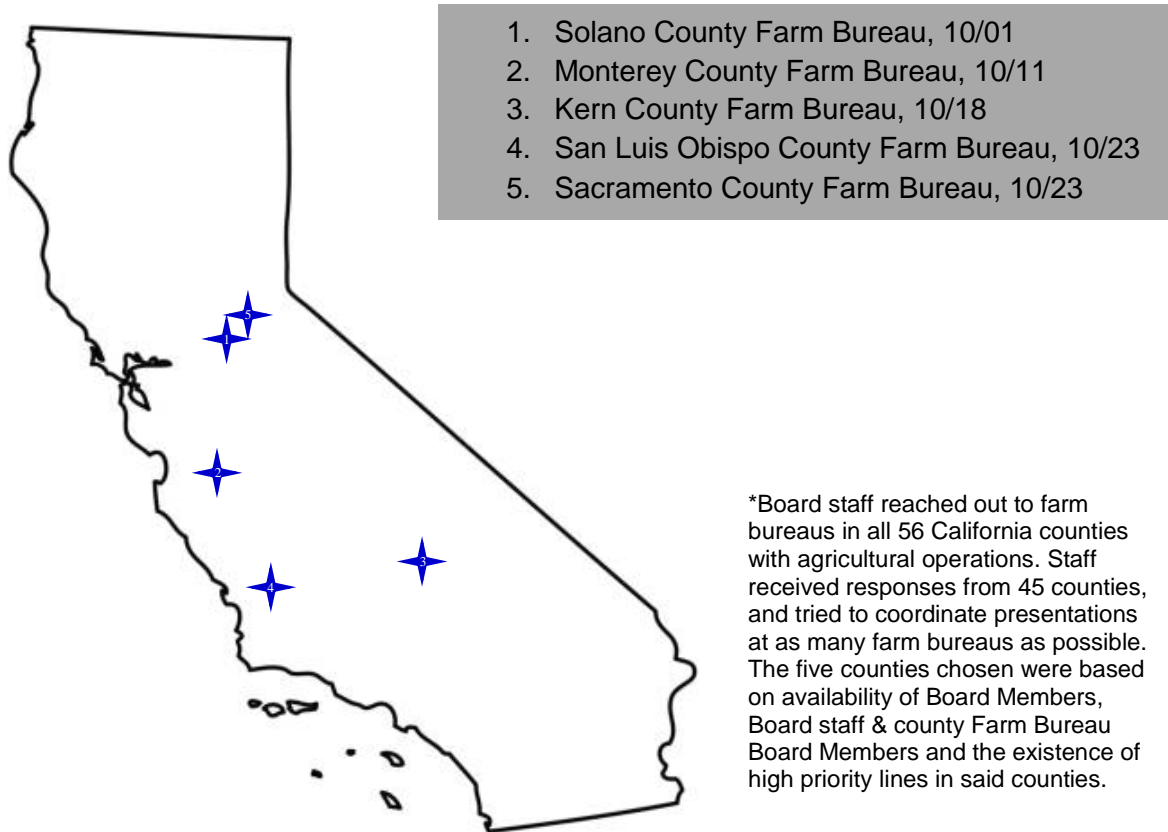 1. Solano County Farm Bureau, 10/01
2. Monterey County Farm Bureau, 10/11
3. Kern County Farm Bureau, 10/18
4. San Luis Obispo County Farm Bureau, 10/23
5. Sacramento County Farm Bureau, 10/23
5
1
2
3
4
*Board staff reached out to farm
bureaus in all 56 California counties
with agricultural operations. Staff
received responses from 45 counties,
and tried to coordinate presentations
at as many farm bureaus as possible.
The five counties chosen were based
on availability of Board Members,
Board staff & county Farm Bureau
Board Members and the existence of
high priority lines in said counties.